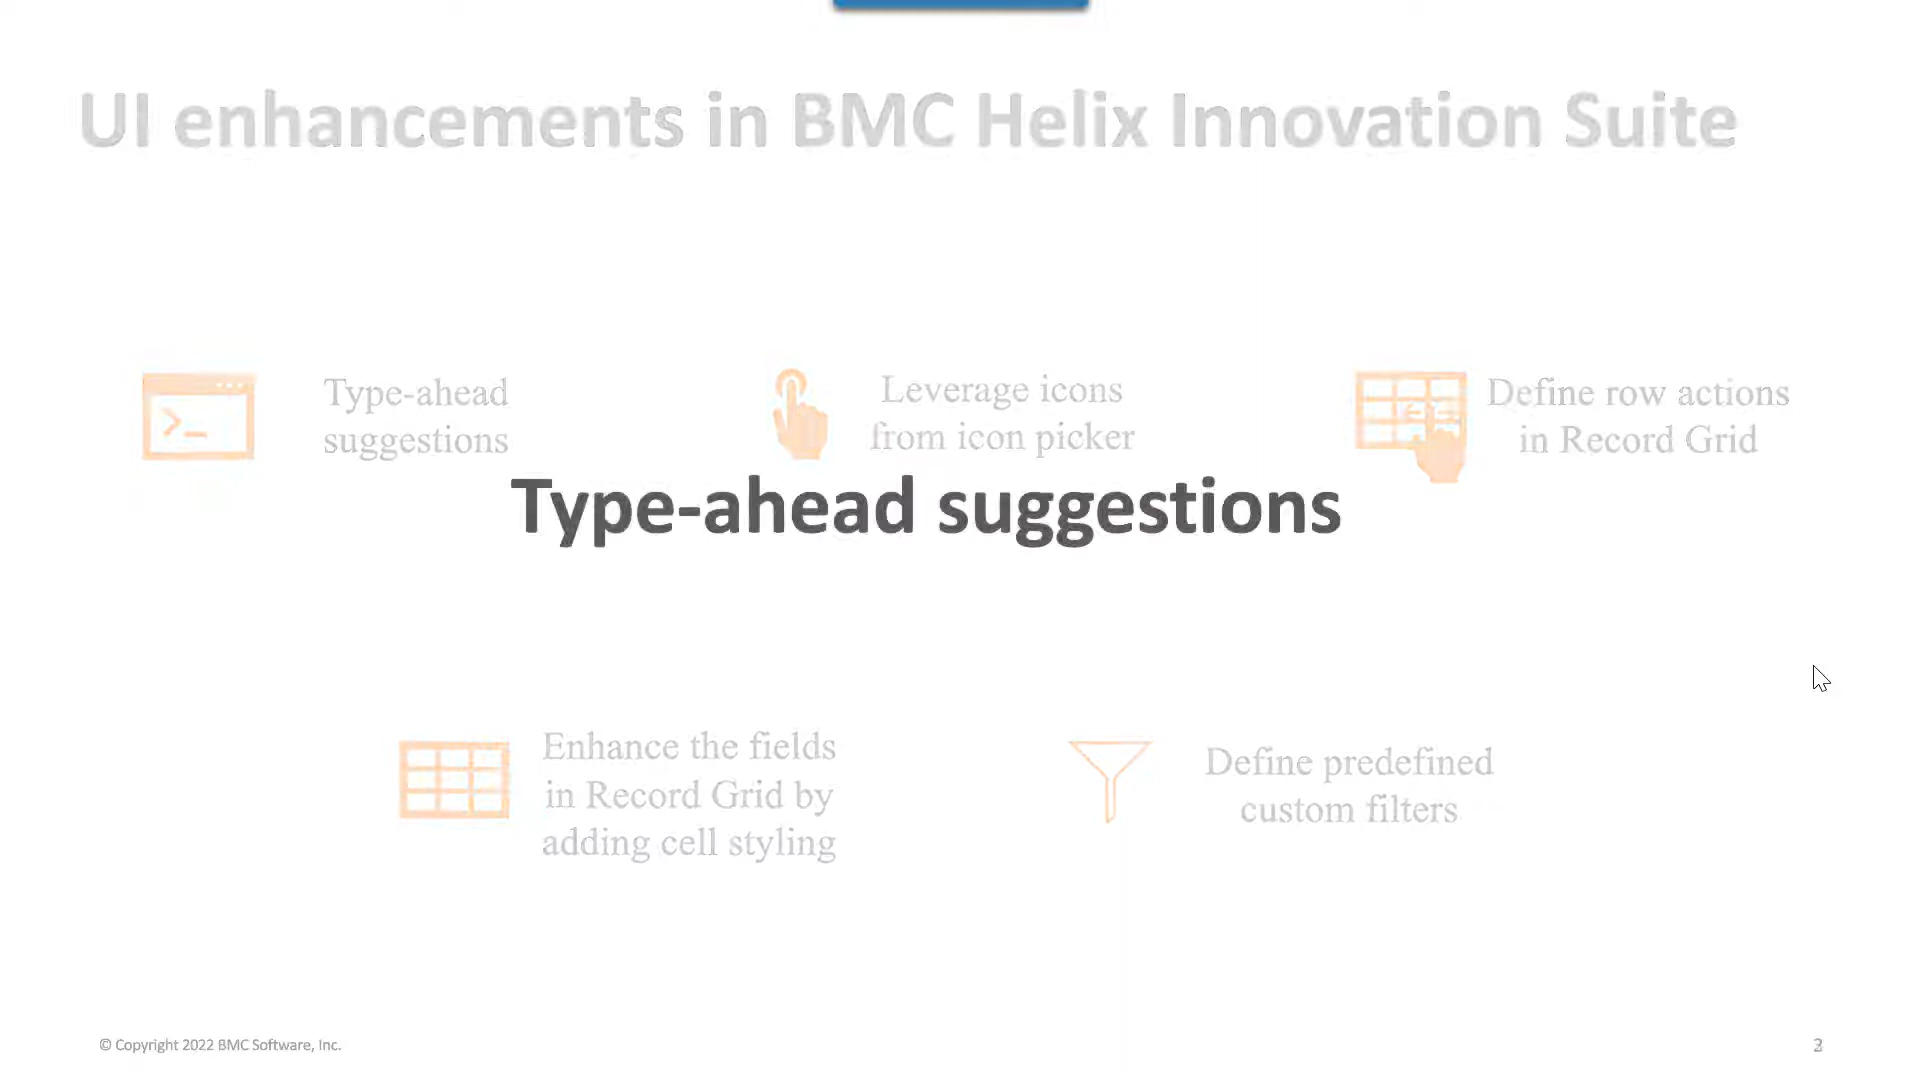 UI enhancements in BMC Helix Innovation Suite
Type-ahead
suggestions
Leverage icons
from icon picker
Define row actions
in Record Grid
Type-ahead suggestions
Enhance the fields
in Record Grid by
adding cell styling
Define predefined
custom filters
© Copyright 2022 BMC Software, Inc.